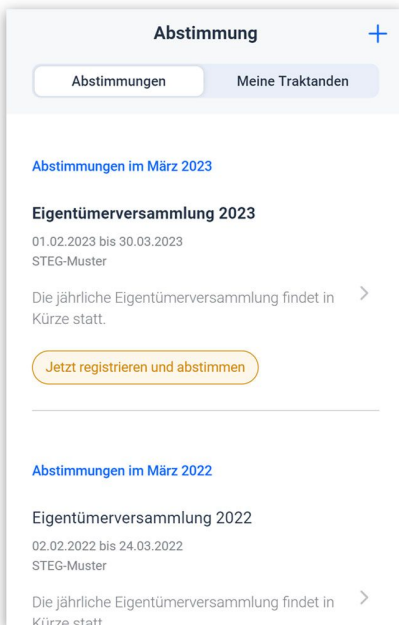 Abstimmung
Abstimmungen
Meine Traktanden
Abstimmungen im März 2023
Eigentümerversammlung 2023
01.02.2023 bis 30.03.2023
STEG-Muster
Die jährliche Eigentümerversammlung findet in
Kürze statt.
Jetzt registrieren und abstimmen
Abstimmungen im März 2022
Eigentümerversammlung 2022
02.02.2022 bis 24.03.2022
STEG-Muster
Die jährliche Eigentümerversammlung findet in
Kürze statt